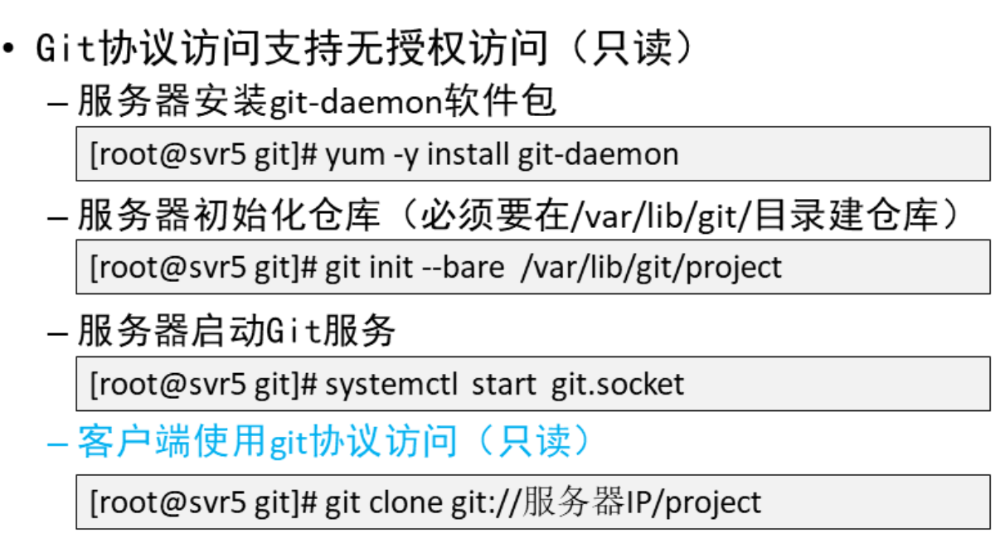 • Git协议访问支持无授权访问（只读）
– 服务器安装git-daemon软件包
[root@svr5 git]# yum -y install git-daemon
– 服务器初始化仓库（必须要在/var/lib/git/目录建仓库）
[root@svr5 git]# git init --bare  /var/lib/git/project
– 服务器启动Git服务
[root@svr5 git]# systemctl  start  git.socket
– 客户端使用git协议访问（只读）
[root@svr5 git]# git clone git://服务器IP/project